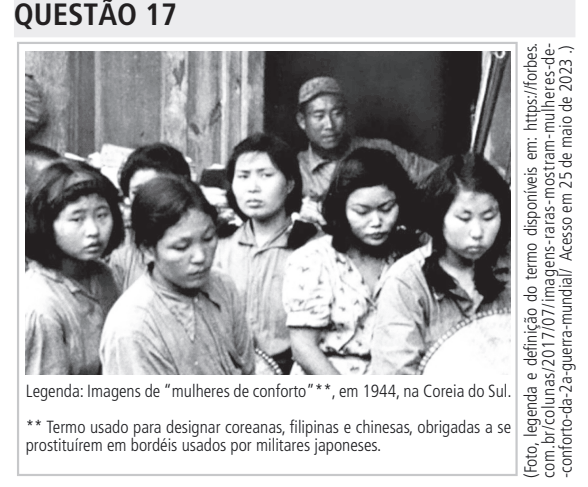 QUESTÃO 17
Legenda: Imagens de “mulheres de conforto”**, em 1944, na Coreia do Sul.
** Termo usado para designar coreanas, filipinas e chinesas, obrigadas a se
prostituírem em bordéis usados por militares japoneses.
(Foto, legenda e definição do termo disponíveis em: https://forbes.
com.br/colunas/2017/07/imagens-raras-mostram-mulheres-de-
-conforto-da-2a-guerra-mundial/ Acesso em 25 de maio de 2023 .)